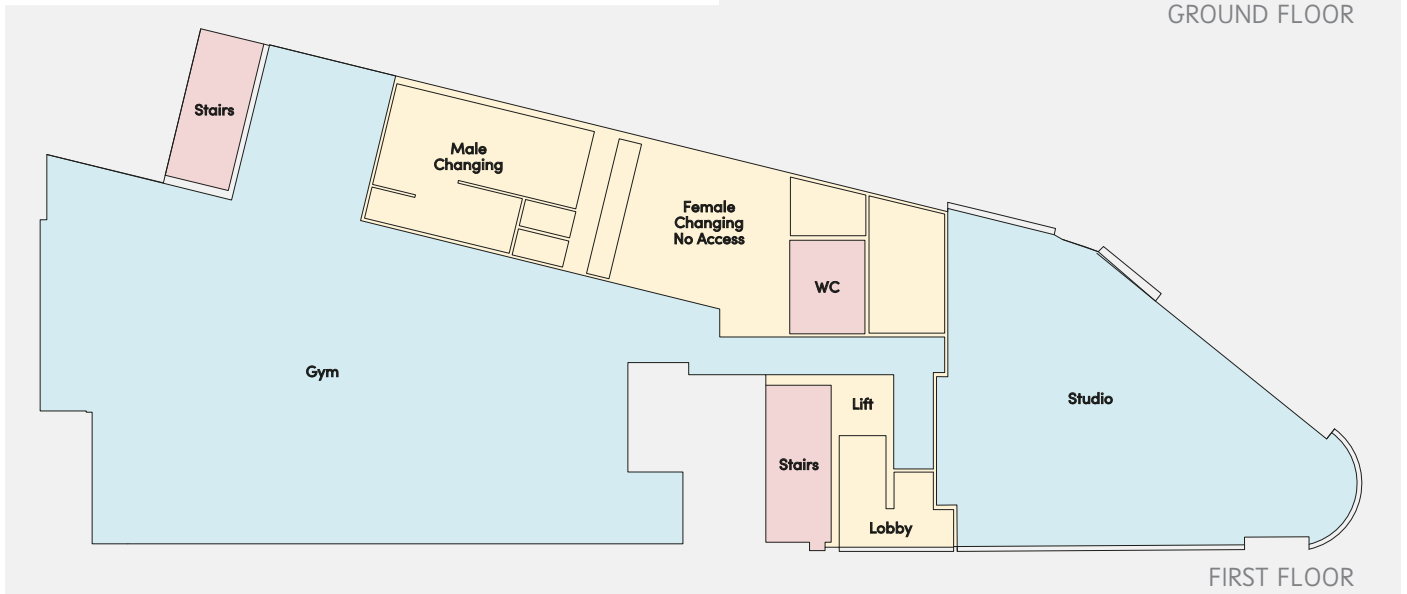 GROUND FLOOR
Stairs
Male
Changing
Female
Changing
No Access
WC
Gym
Studio
Lift
Stairs
Lobby
FIRST FLOOR